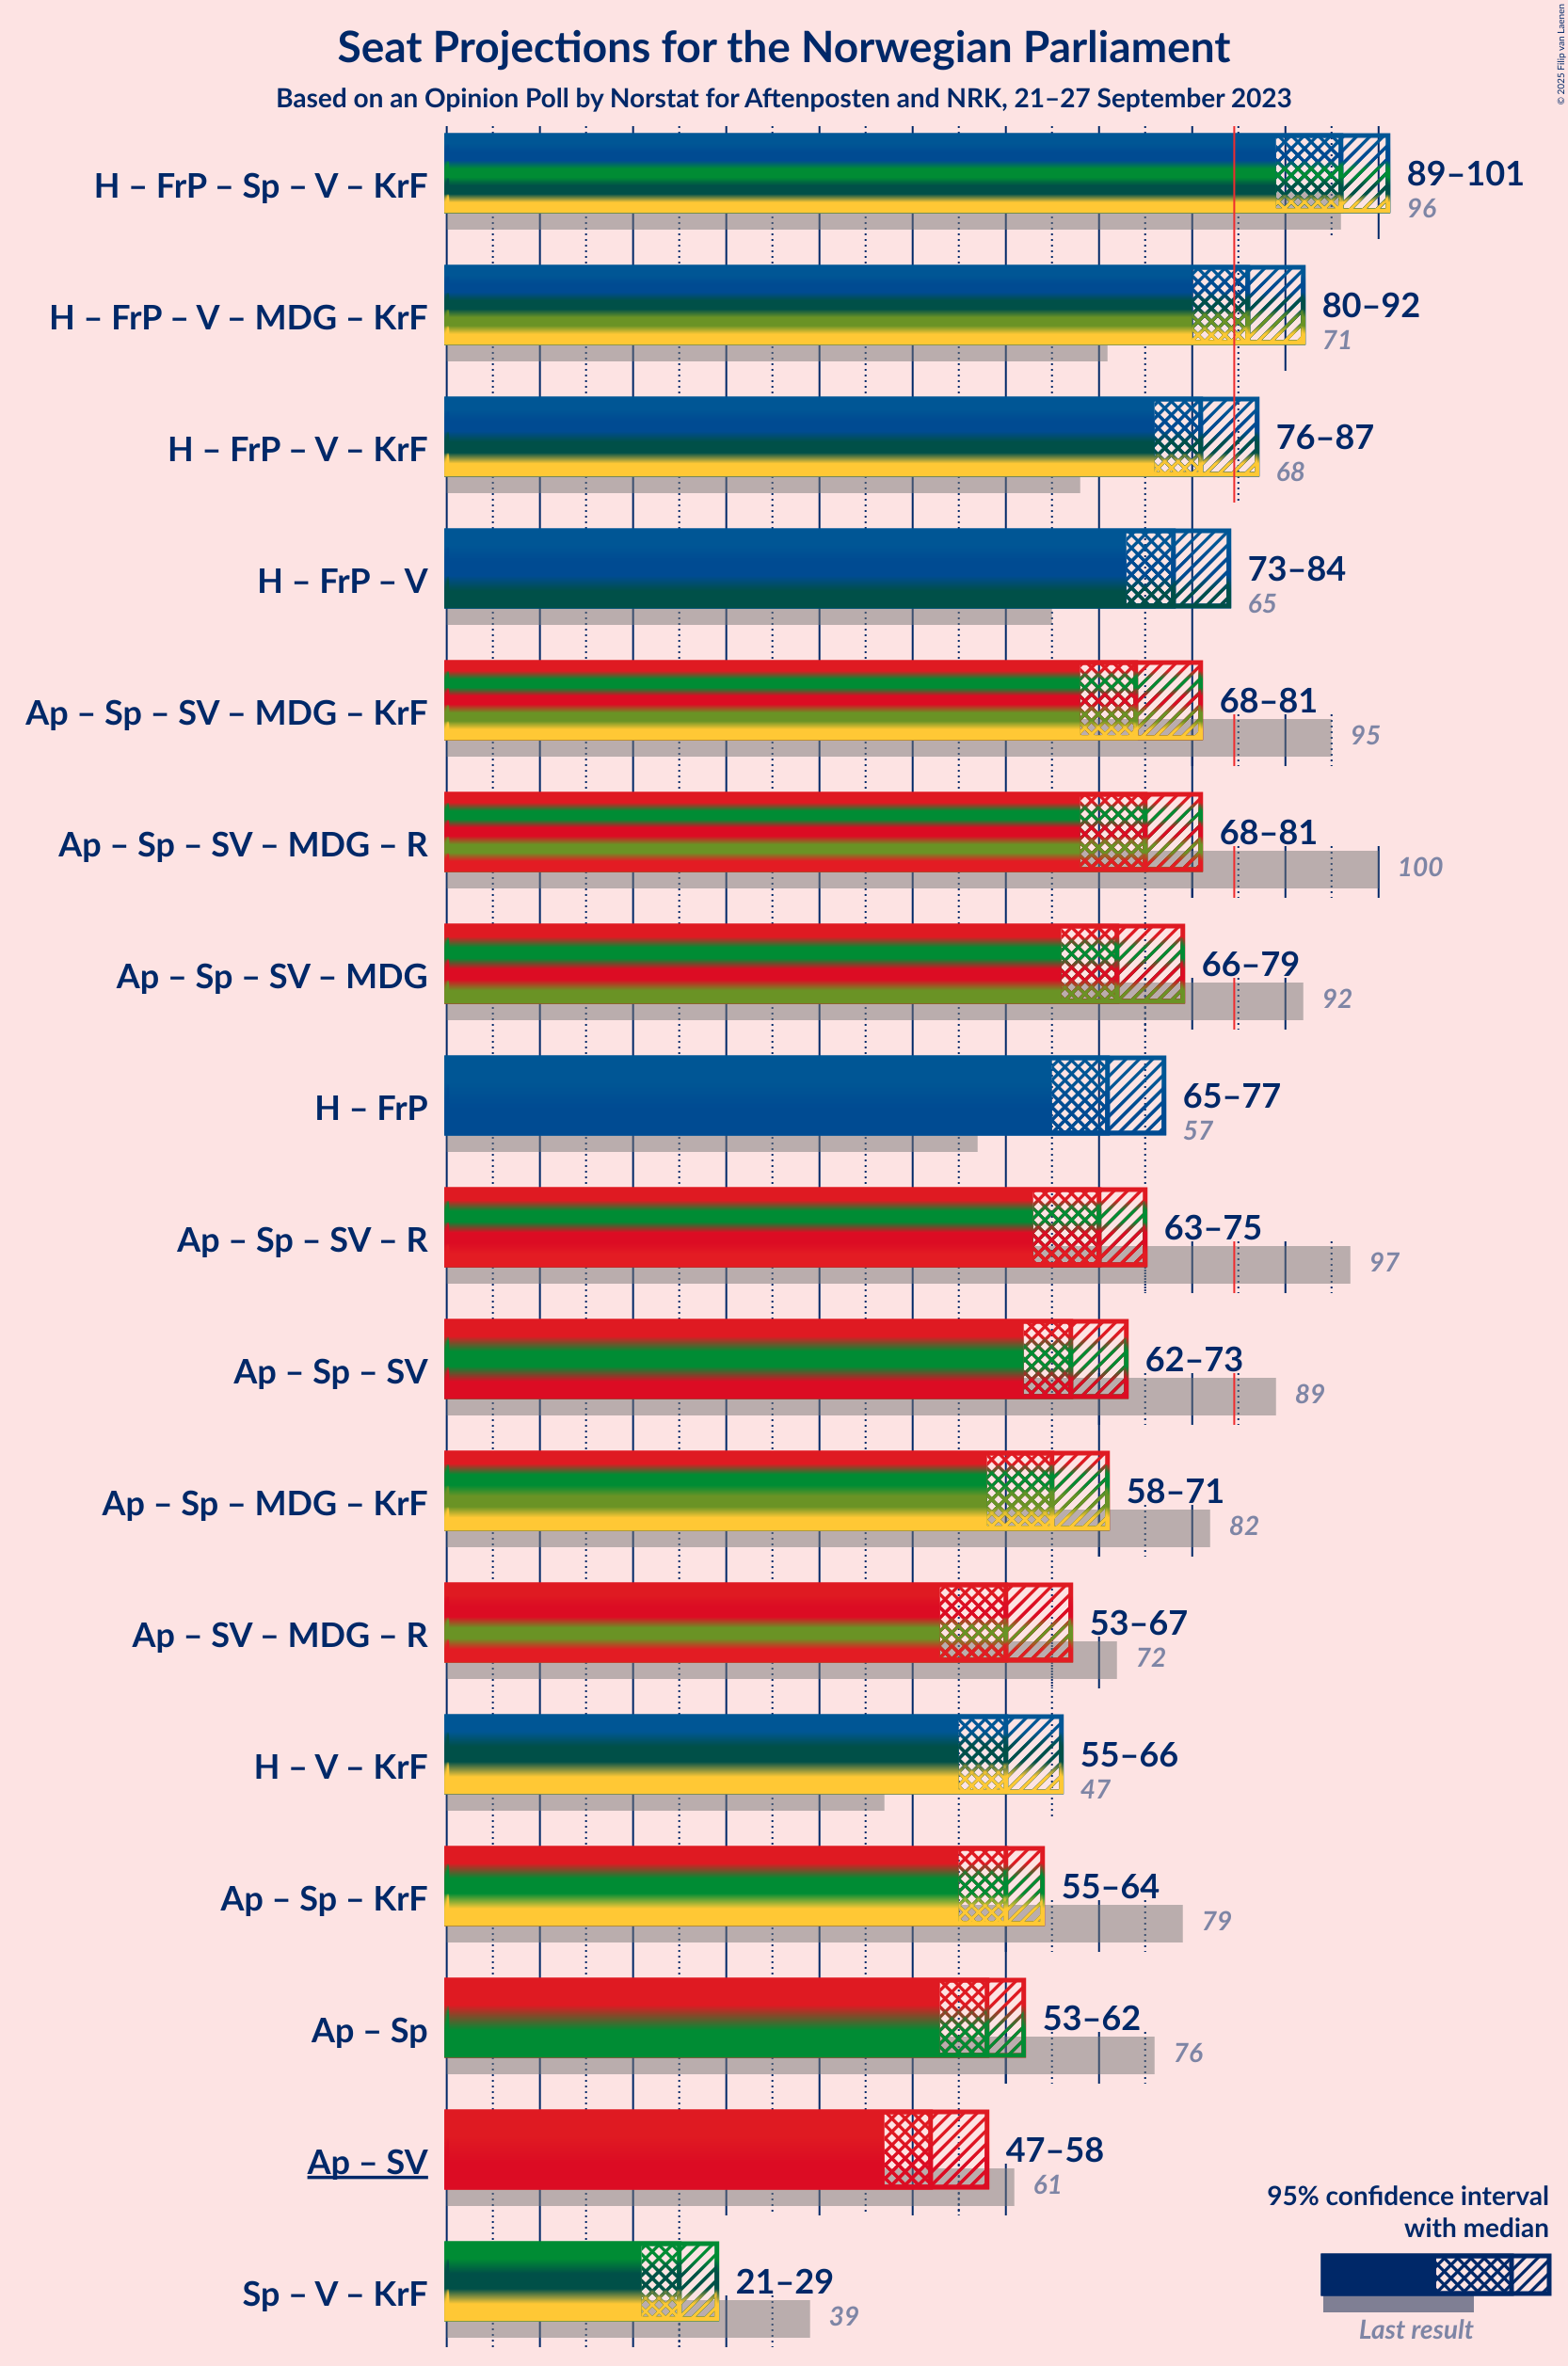 Seat Projections for the Norwegian Parliament
Based on an Opinion Poll by Norstat for Aftenposten and NRK, 21–27 September 2023
© 2025 Filip van Laenen
H – FrP – Sp – V – KrF
89–101
96
H – FrP – V – MDG – KrF
80–92
71
H – FrP – V – KrF
76–87
68
H – FrP – V
73–84
65
Ap – Sp – SV – MDG – KrF
68–81
95
Ap – Sp – SV – MDG – R
68–81
100
Ap – Sp – SV – MDG
66–79
92
H – FrP
65–77
57
Ap – Sp – SV – R
63–75
97
Ap – Sp – SV
62–73
89
Ap – Sp – MDG – KrF
58–71
82
Ap – SV – MDG – R
53–67
72
H – V – KrF
55–66
47
Ap – Sp – KrF
55–64
79
Ap – Sp
53–62
76
Ap – SV
47–58
61
Sp – V – KrF
21–29
39
95% confidence interval
with median
Last result